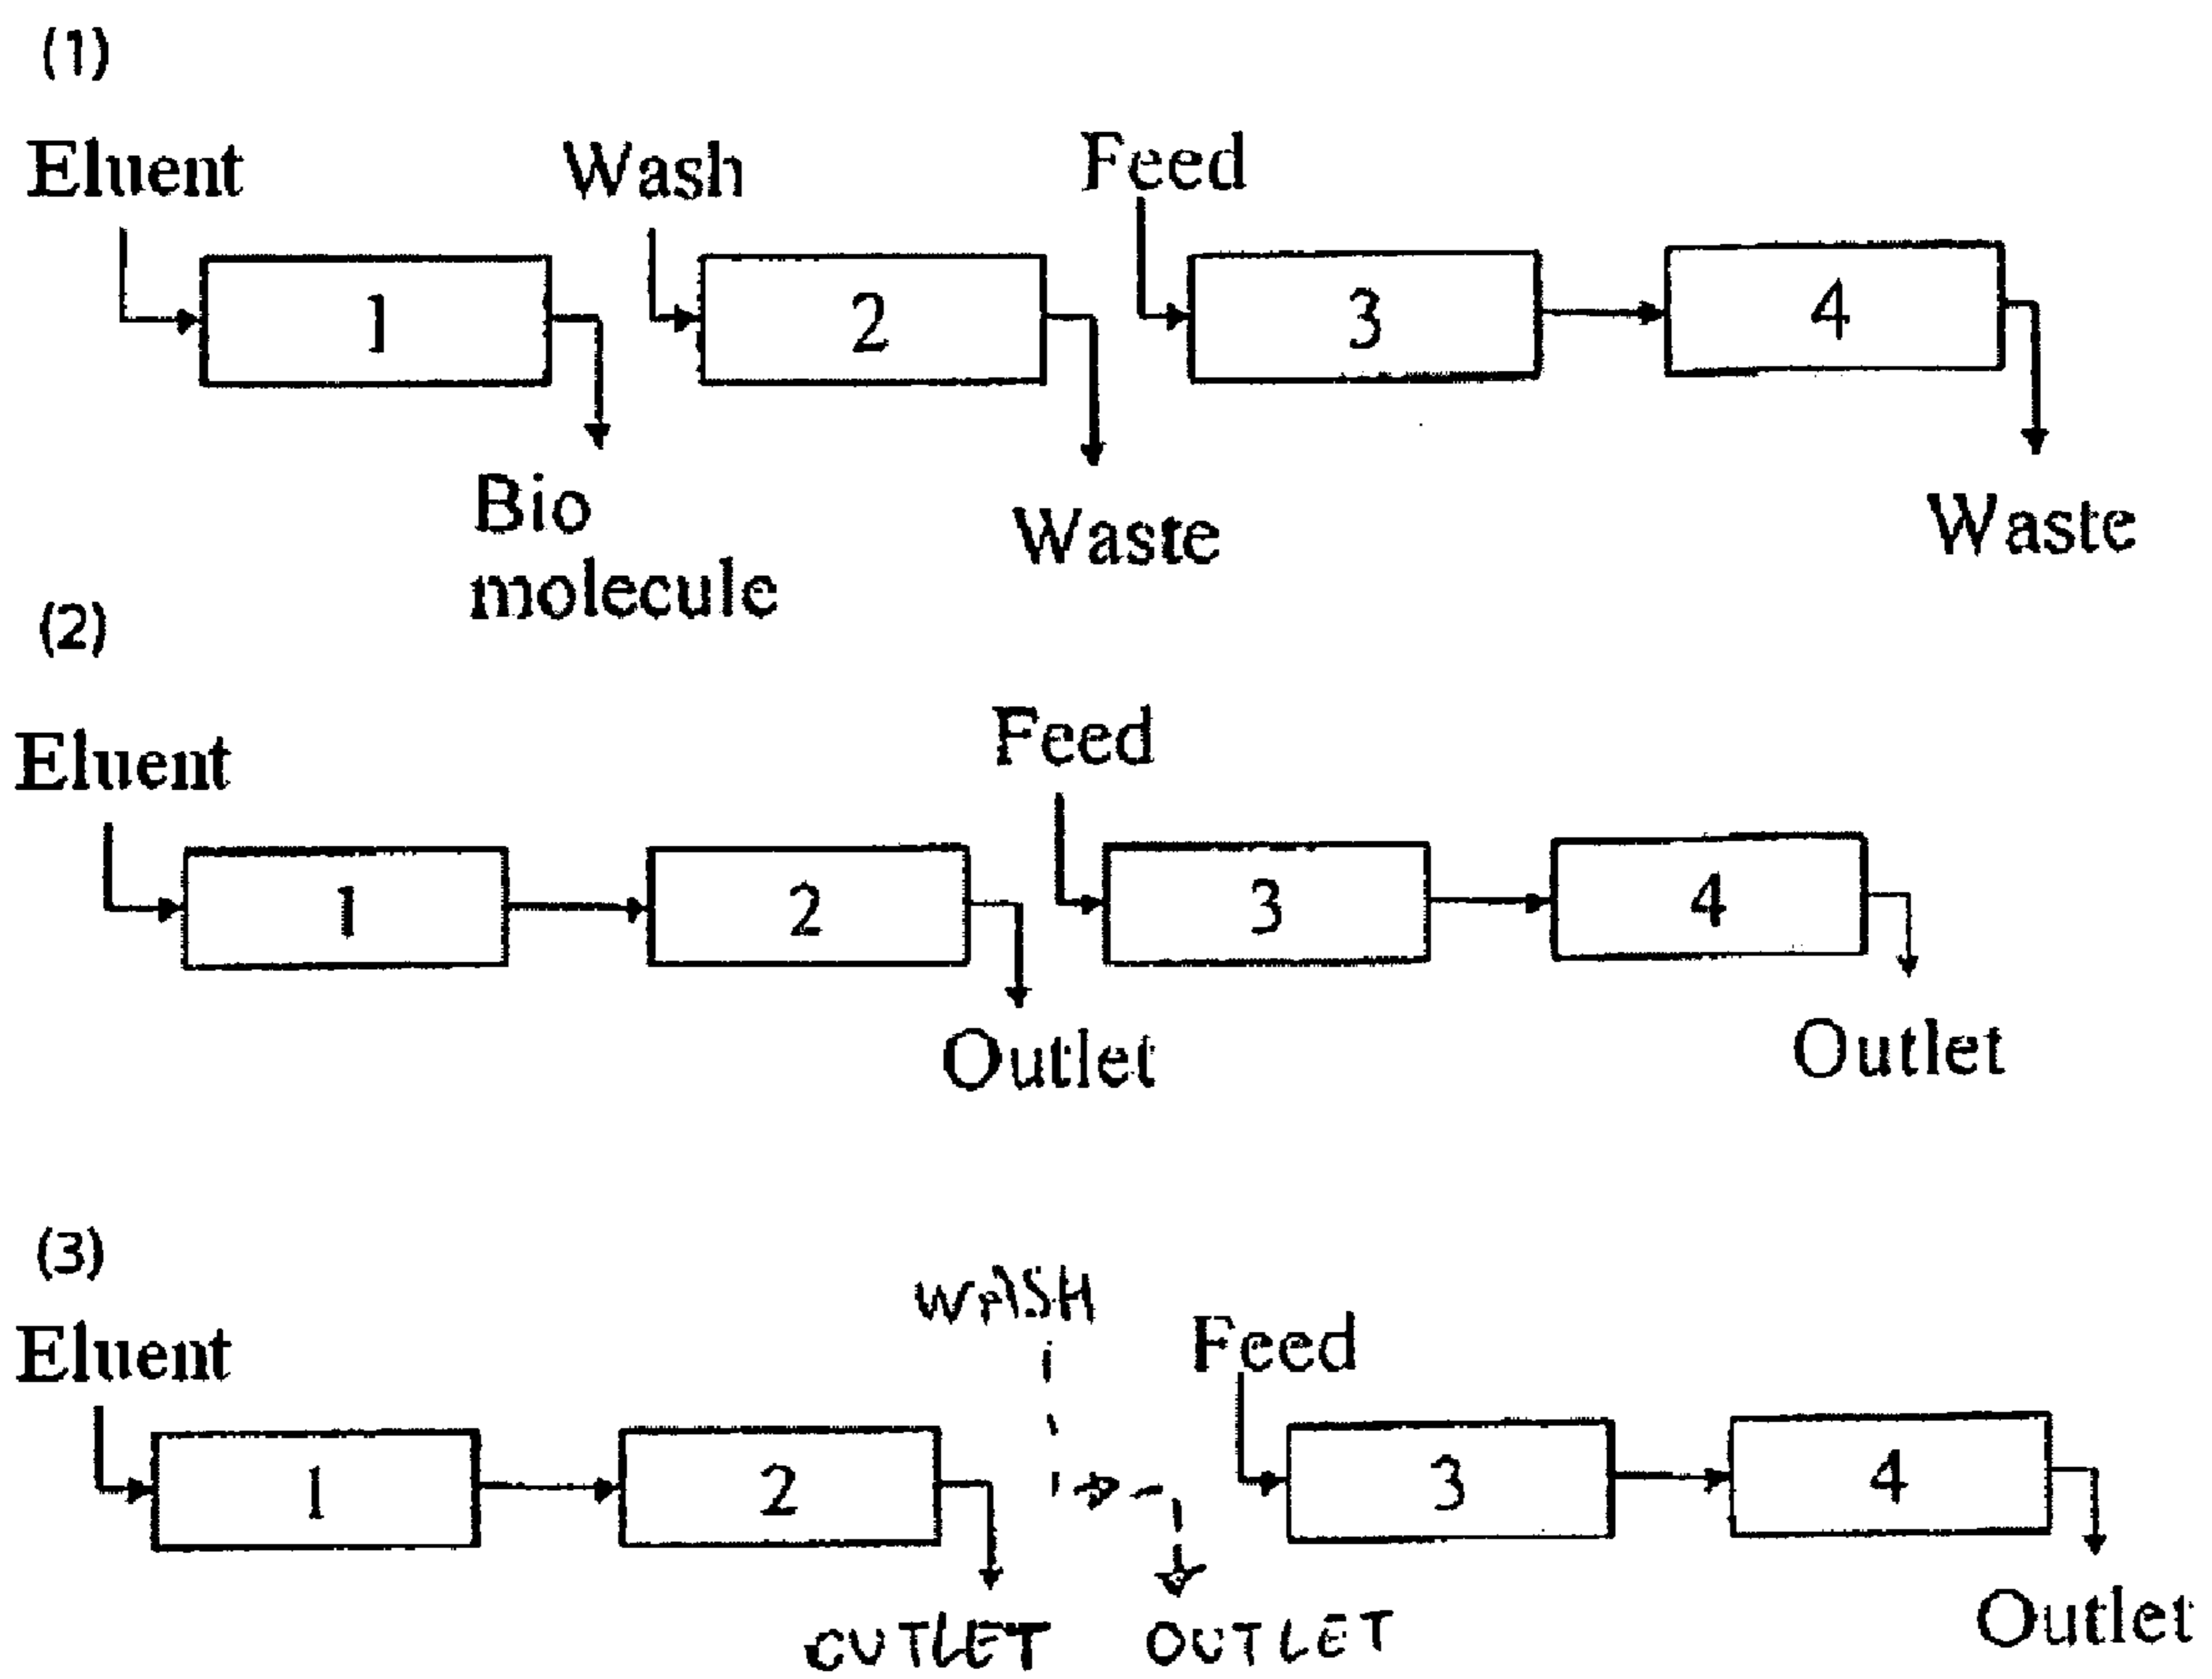 (1)
Eluent Wash Feed
1 2 3 4
Bio
molecule
Waste Waste
(2)
Eluent Feed
1 2 3 4
Outlet Outlet
(3)
WASH
Eluent Feed
1 2 3 4
OUTLET OUTLET Outlet